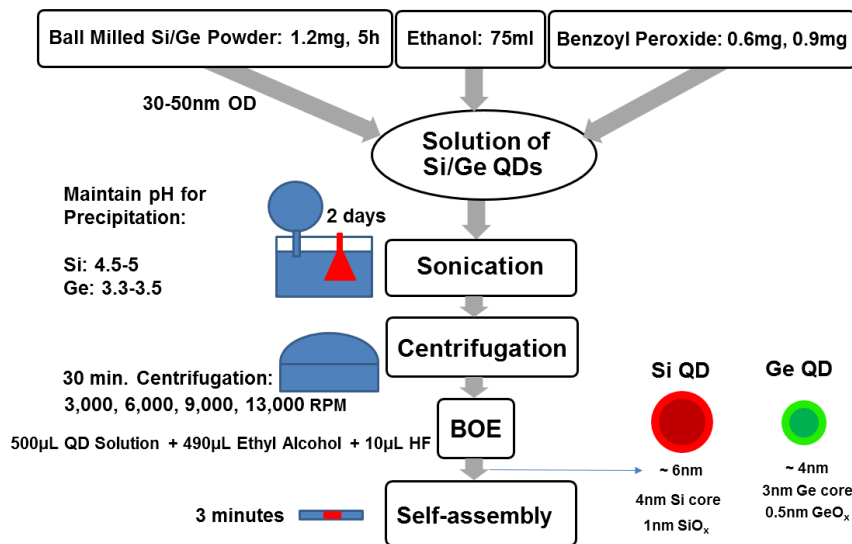 Ball Milled Si/Ge Powder: 1.2mg, 5h
Ethanol: 75ml
Benzoyl Peroxide: 0.6mg, 0.9mg
30-50nm OD
Solution of
Si/Ge QDs
Maintain pH for
Precipitation:
2 days
Si: 4.5-5
Ge: 3.3-3.5
Sonication
Centrifugation
30 min. Centrifugation:
3,000, 6,000, 9,000, 13,000 RPM
Si QD
Ge QD
BOE
500µL QD Solution + 490µL Ethyl Alcohol + 10µL HF
~ 6nm
4nm Si core
1nm SiOₓ
~ 4nm
3nm Ge core
0.5nm GeOₓ
3 minutes
Self-assembly